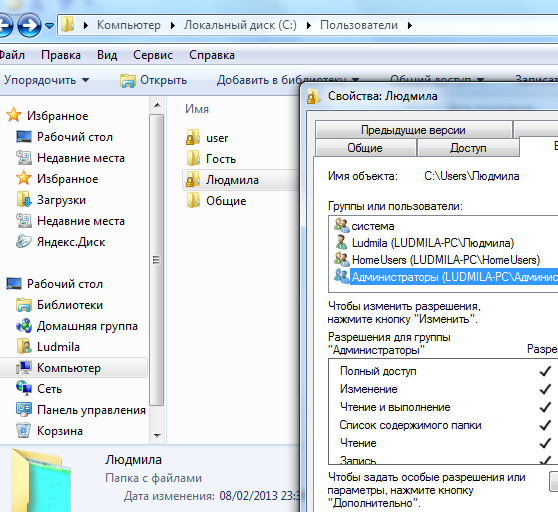 Компьютер Локальный диск (C:) Пользователи
Файл Правка Вид Сервис Справка
Упорядочить Открыть Добавить в библиотеку Общий доступ
Избранное
Рабочий стол
Недавние места
Избранное
Загрузки
Недавние места
Яндекс.Диск
Рабочий стол
Библиотеки
Домашняя группа
Ludmila
Компьютер
Сеть
Панель управления
Корзина
Имя
user
Гость
Людмила
Общие
Свойства: Людмила
Предыдущие версии
Общие Доступ
Имя объекта: C:\Users\Людмила
Группы или пользователи:
система
Ludmila (LUDMILA-PC\Людмила)
HomeUsers (LUDMILA-PC\HomeUsers)
Администраторы (LUDMILA-PC\Админис
Чтобы изменить разрешения,
нажмите кнопку "Изменить".
Разрешения для группы
"Администраторы" Разре
Полный доступ
Изменение
Чтение и выполнение
Список содержимого папки
Чтение
Запись
Чтобы задать особые разрешения или
параметры, нажмите кнопку
"Дополнительно".
Людмила
Папка с файлами
Дата изменения: 08/02/2013 23:3